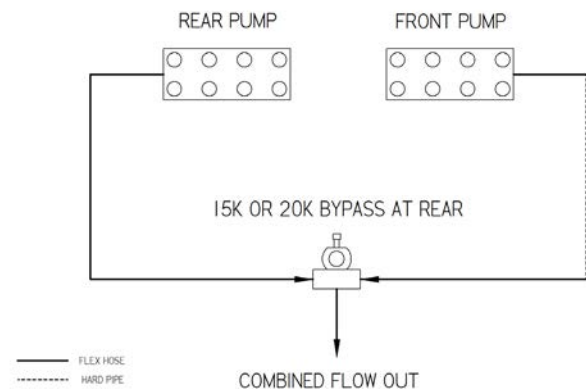 REAR PUMP
FRONT PUMP
15K OR 20K BYPASS AT REAR
FLEX HOSE
HARD PIPE
COMBINED FLOW OUT